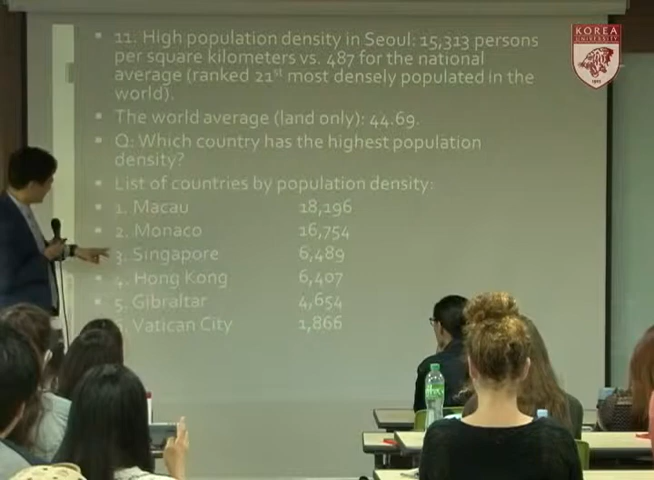 KOREA
UNIVERSITY
1905
11. High population density in Seoul: 15,313 persons
per square kilometers vs. 487 for the national
average (ranked 21st most densely populated in the
world).
The world average (land only): 44.69.
Q: Which country has the highest population
density?
List of countries by population density:
1. Macau 18,196
2. Monaco 16,754
3. Singapore 6,489
4. Hong Kong 6,407
5. Gibraltar 4,654
Vatican City 1,866